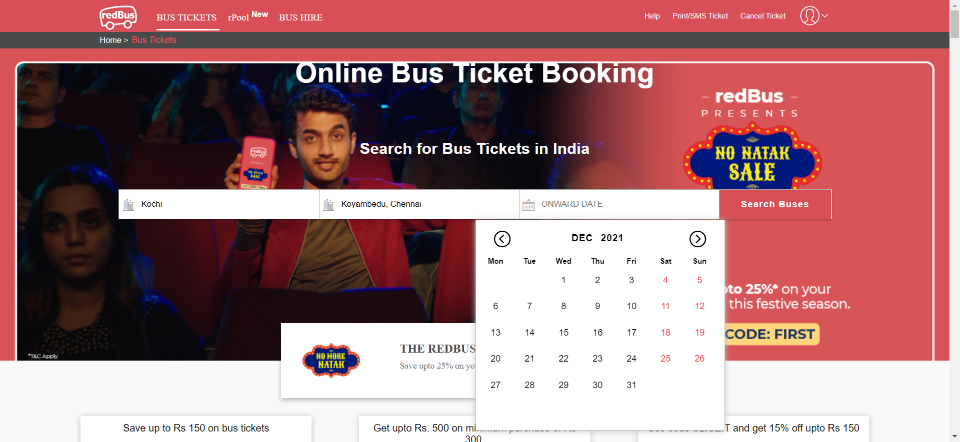 redBus
BUS TICKETS
rPool New
BUS HIRE
Help
Print/SMS Ticket
Cancel Ticket
Home > Bus Tickets
Online Bus Ticket Booking
redBus
PRESENTS
NO NATAK
SALE
redBus
NO NATAK
SALE
Search for Bus Tickets in India
Kochi
Koyambedu, Chennai
ONWARD DATE
Search Buses
DEC 2021
Mon Tue Wed Thu Fri Sat Sun
1 2 3 4 5
6 7 8 9 10 11 12
13 14 15 16 17 18 19
20 21 22 23 24 25 26
27 28 29 30 31
25%* on your
this festive season.
CODE: FIRST
*T&C Apply
NO MORE
NATAK
THE REDBUS
Save upto 25% on
Save up to Rs 150 on bus tickets
Get upto Rs. 500 on minimum purchase of Rs
300
and get 15% off upto Rs 150